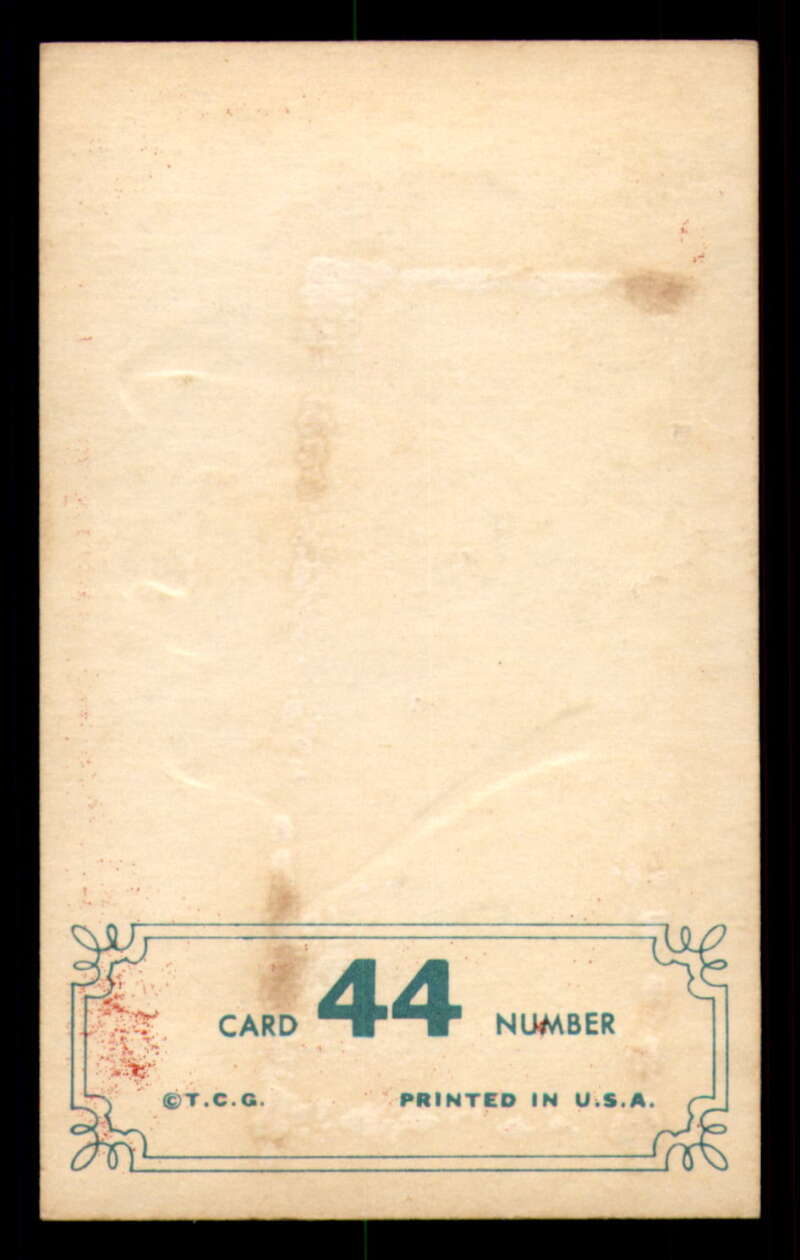 CARD 44 NUMBER
©T.C.G. PRINTED IN U.S.A.